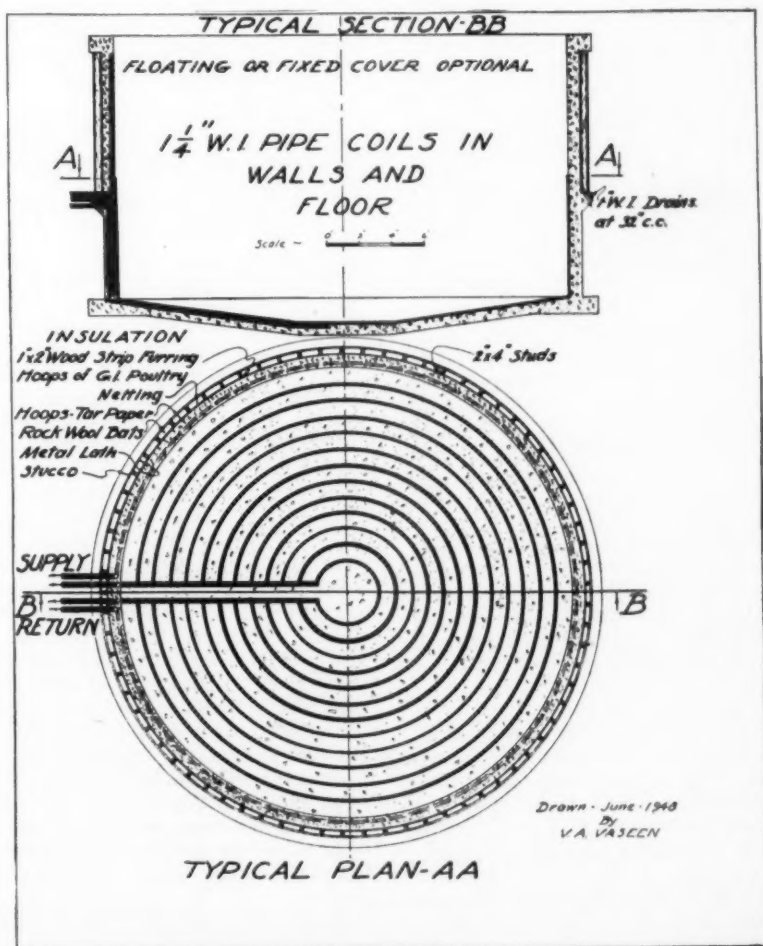 TYPICAL SECTION-BB
FLOATING OR FIXED COVER OPTIONAL
1 1/4" W.I. PIPE COILS IN
WALLS AND
FLOOR
A
A
1" W.I. Drains
at 32" c.c.
Scale ~
INSULATION
1"x2" Wood Strip Furring
Hoops of G.I. Poultry
Netting
Hoops-Tar Paper
Rock Wool Bats
Metal Lath
Stucco
2"x4" Studs
SUPPLY
B
B
RETURN
Drawn - June - 1948
By
V.A. VASEEN
TYPICAL PLAN-AA